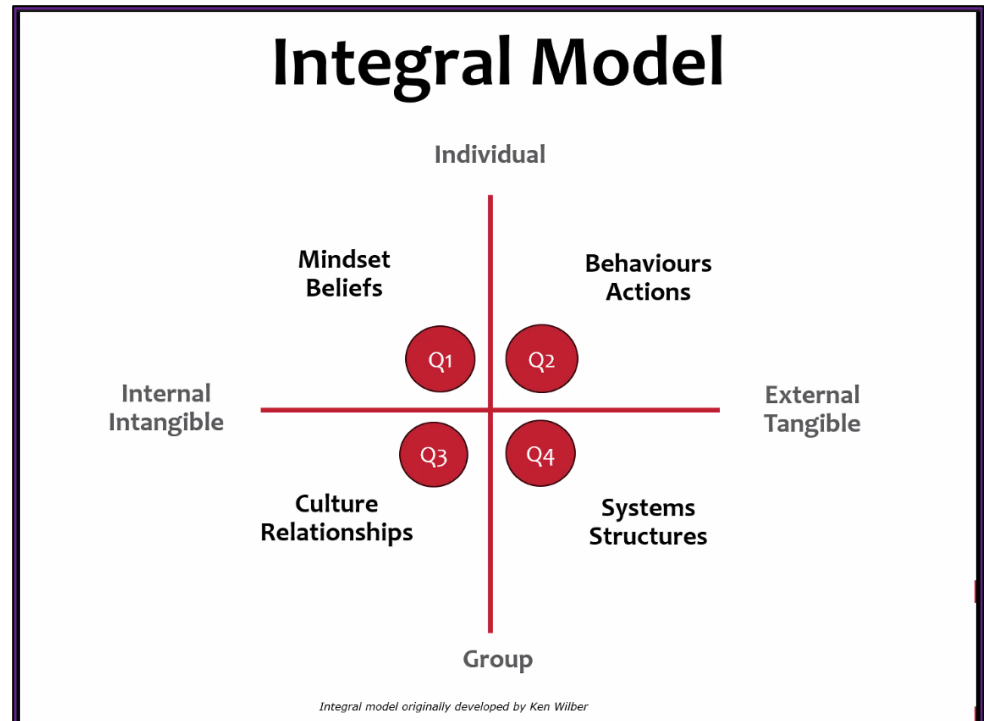 Integral Model
Individual
Mindset
Beliefs
Behaviours
Actions
Q1
Q2
Internal
Intangible
External
Tangible
Q3
Q4
Culture
Relationships
Systems
Structures
Group
Integral model originally developed by Ken Wilber